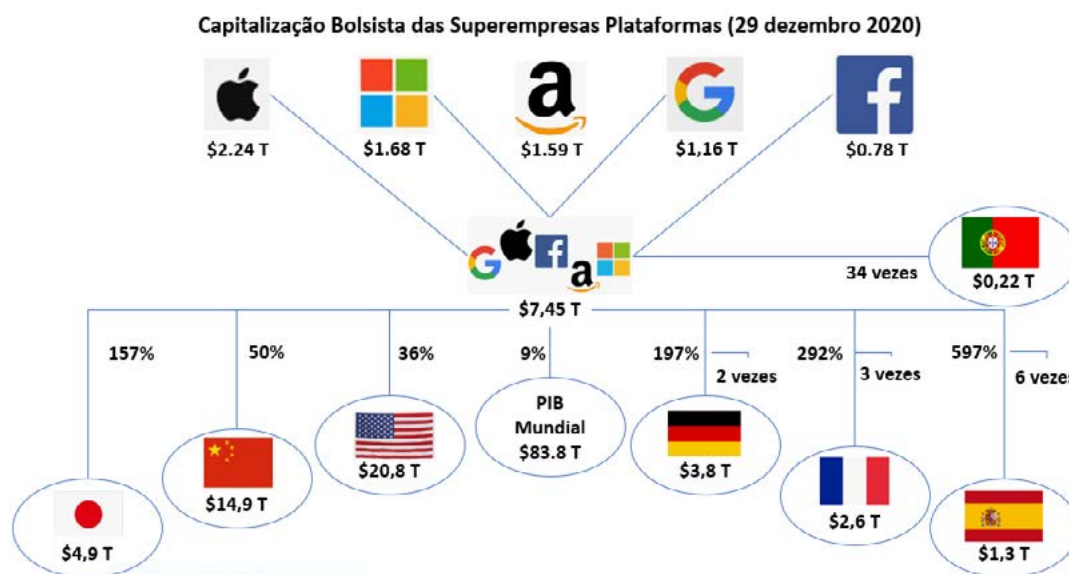 Capitalização Bolsista das Superempresas Plataformas (29 dezembro 2020)
$2.24 T
$1.68 T
$1.59 T
$1,16 T
$0.78 T
34 vezes
$0,22 T
$7,45 T
157%
50%
36%
9%
197%
2 vezes
292%
3 vezes
597%
6 vezes
PIB
Mundial
$83.8 T
$20,8 T
$3,8 T
$14,9 T
$2,6 T
$4,9 T
$1,3 T